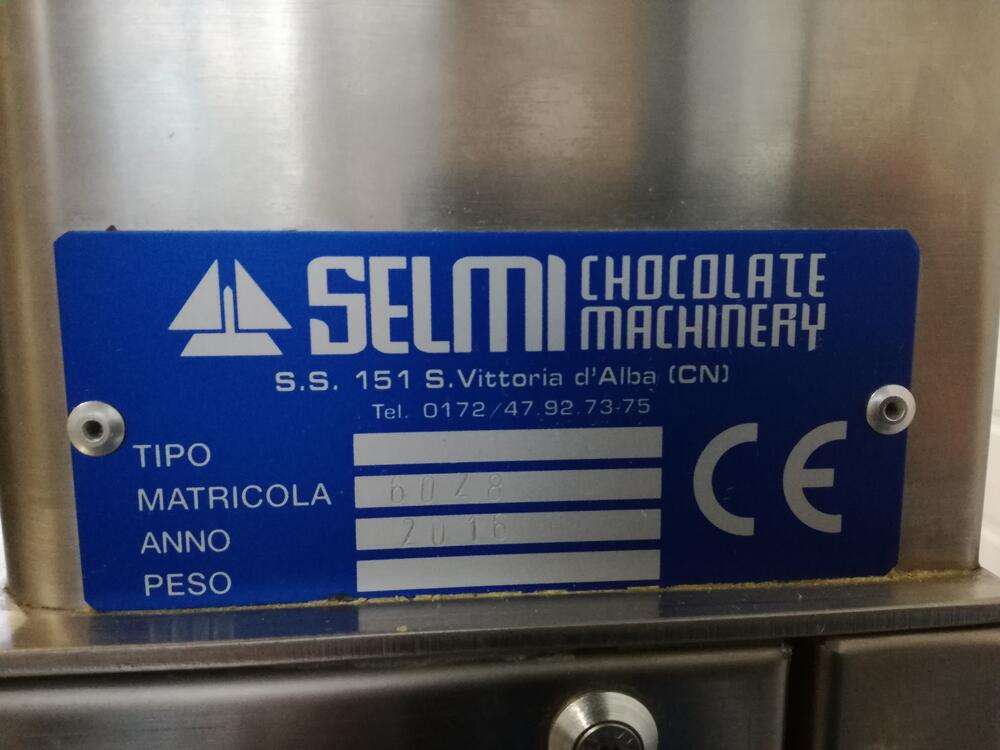 SELMI CHOCOLATE MACHINERY
S.S. 151 S.Vittoria d'Alba (CN)
Tel. 0172/47.92.73-75
TIPO
MATRICOLA 6048
ANNO 2016
PESO
CE